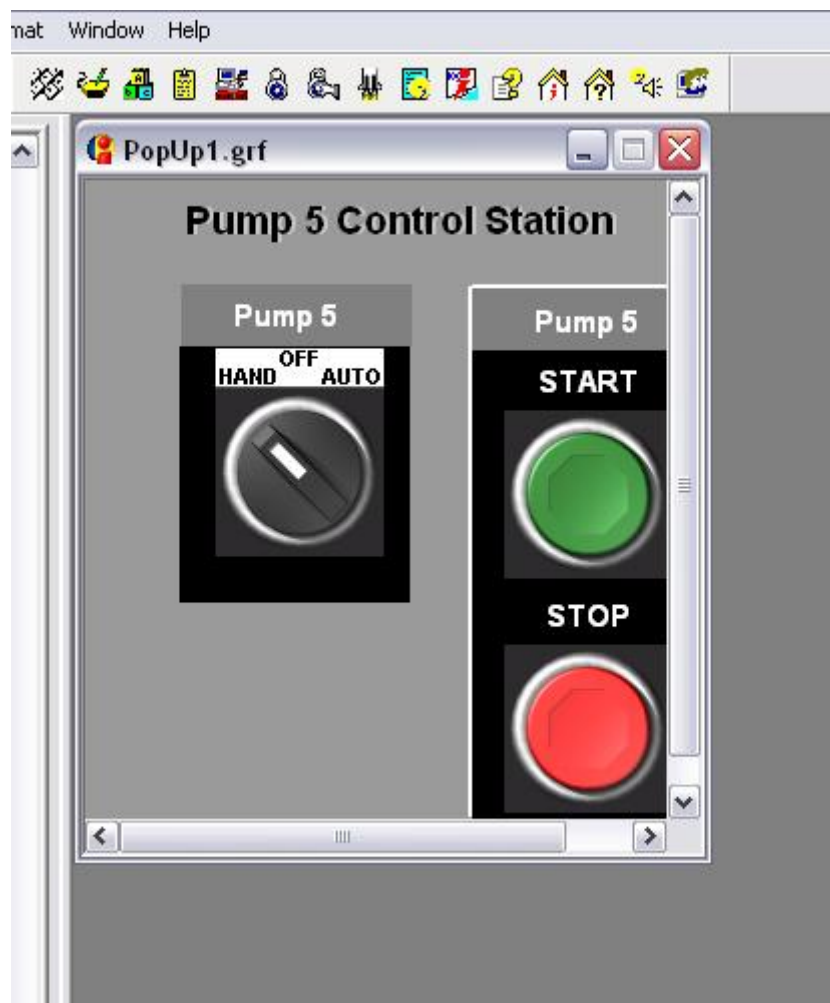 mat Window Help
PopUp1.grf
Pump 5 Control Station
Pump 5
OFF
HAND AUTO
Pump 5
START
STOP